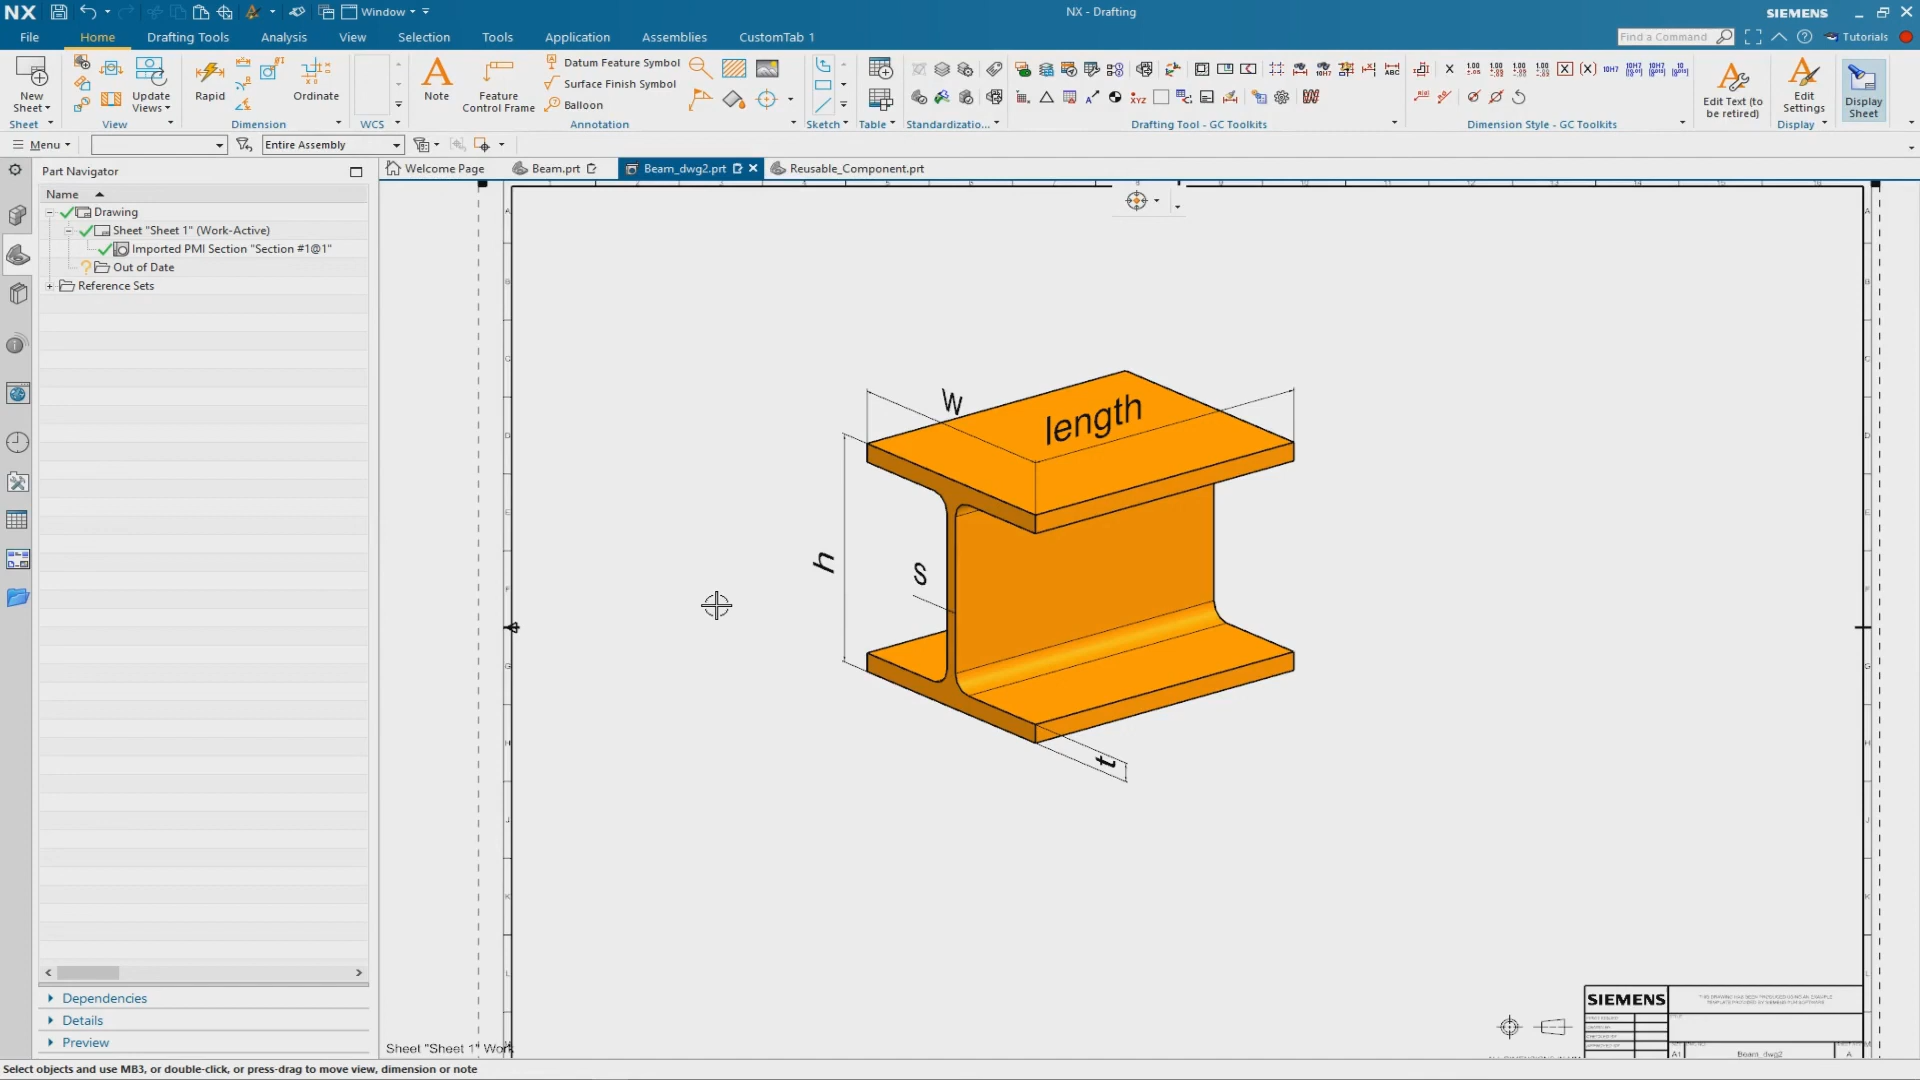 NX
Window
NX - Drafting
SIEMENS
File
Home
Drafting Tools
Analysis
View
Selection
Tools
Application
Assemblies
CustomTab 1
Find a Command
Tutorials
New
Sheet
Update
Views
Rapid
Ordinate
Note
Feature
Control Frame
Datum Feature Symbol
Surface Finish Symbol
Balloon
Edit Text (to
be retired)
Edit
Settings
Display
Sheet
Sheet
View
Dimension
WCS
Annotation
Sketch
Table
Standardizatio...
Drafting Tool - GC Toolkits
Dimension Style - GC Toolkits
Display
Menu
Entire Assembly
Part Navigator
Welcome Page
Beam.prt
Beam_dwg2.prt
Reusable_Component.prt
Name
Drawing
Sheet "Sheet 1" (Work-Active)
Imported PMI Section "Section #1@1"
Out of Date
Reference Sets
w
length
h
s
t
Dependencies
Details
Preview
SIEMENS
A1
Beam_dwg2
A
Sheet "Sheet 1" Work
Select objects and use MB3, or double-click, or press-drag to move view, dimension or note